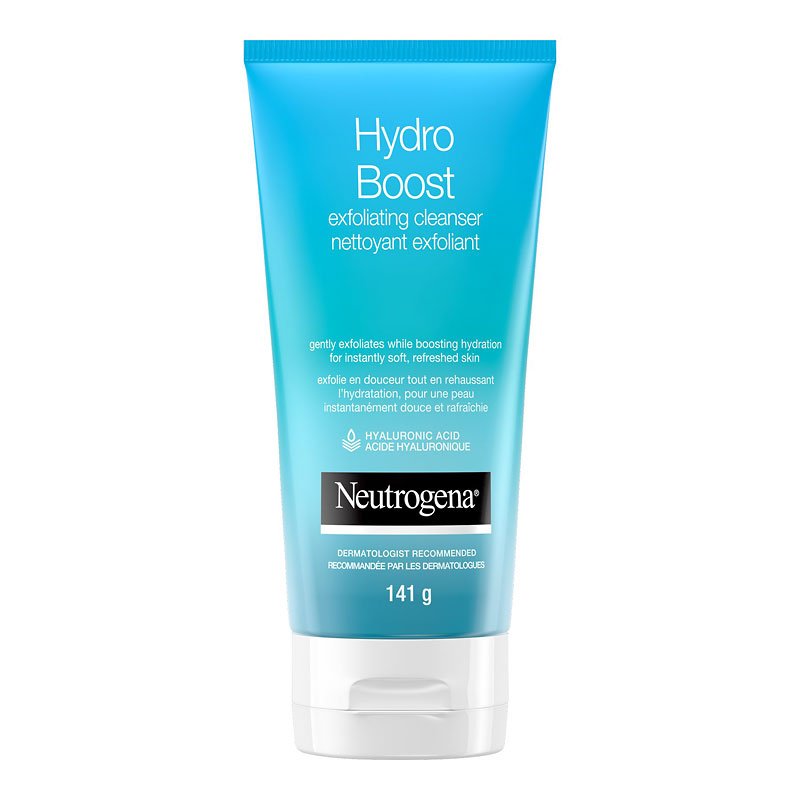 Hydro
Boost
exfoliating cleanser
nettoyant exfoliant
gently exfoliates while boosting hydration
for instantly soft, refreshed skin
exfolie en douceur tout en rehaussant
l'hydratation, pour une peau
instantanément douce et rafraîchie
HYALURONIC ACID
ACIDE HYALURONIQUE
Neutrogena®
DERMATOLOGIST RECOMMENDED
RECOMMANDÉE PAR LES DERMATOLOGUES
141 g